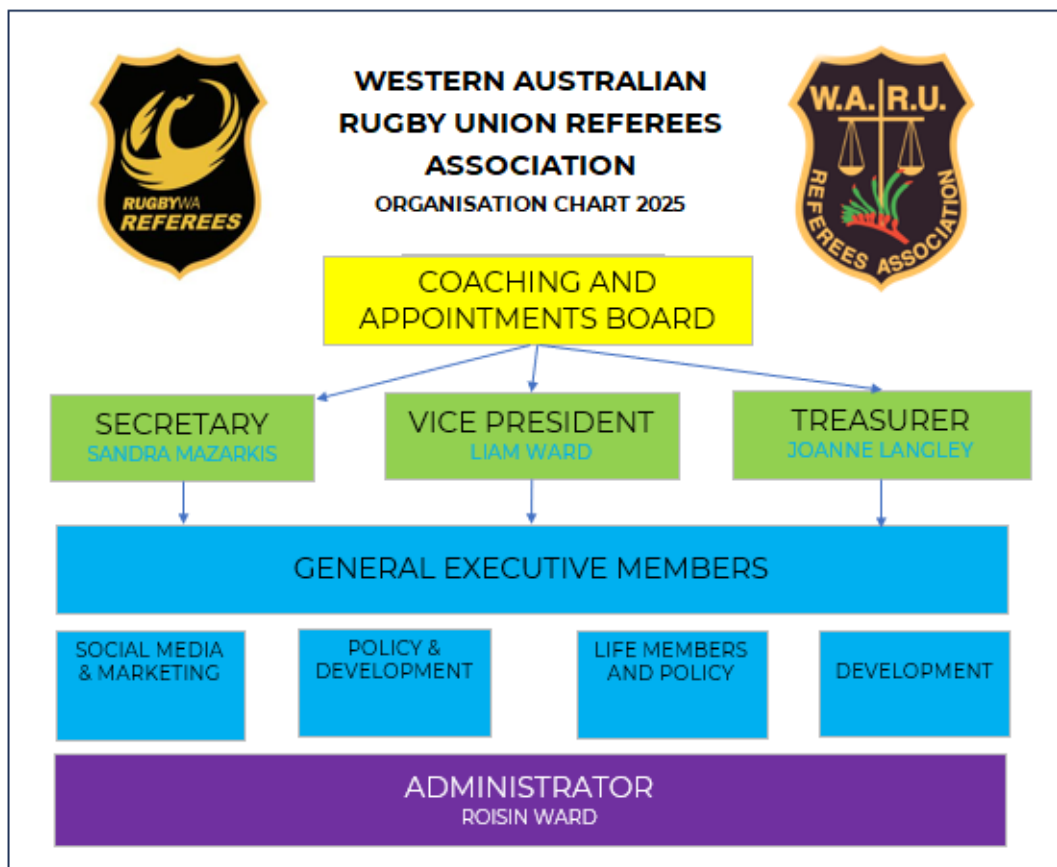 WESTERN AUSTRALIAN
RUGBY UNION REFEREES
ASSOCIATION
ORGANISATION CHART 2025
RUGBYWA
REFEREES
W.A. R.U.
REFEREES ASSOCIATION
COACHING AND
APPOINTMENTS BOARD
SECRETARY
SANDRA MAZARKIS
VICE PRESIDENT
LIAM WARD
TREASURER
JOANNE LANGLEY
GENERAL EXECUTIVE MEMBERS
SOCIAL MEDIA
& MARKETING
POLICY &
DEVELOPMENT
LIFE MEMBERS
AND POLICY
DEVELOPMENT
ADMINISTRATOR
ROISIN WARD